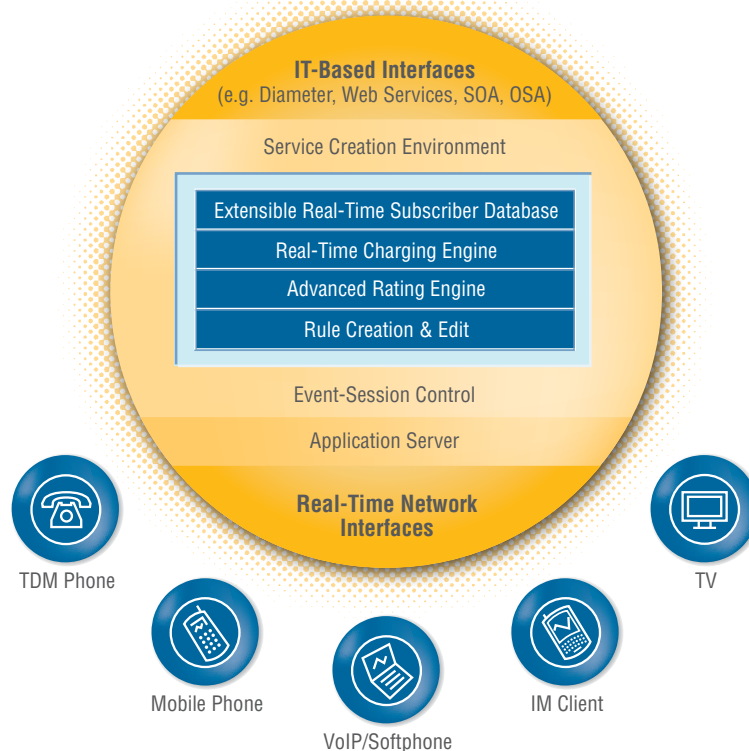 IT-Based Interfaces
(e.g. Diameter, Web Services, SOA, OSA)
Service Creation Environment
Extensible Real-Time Subscriber Database
Real-Time Charging Engine
Advanced Rating Engine
Rule Creation & Edit
Event-Session Control
Application Server
Real-Time Network
Interfaces
TDM Phone
Mobile Phone
VoIP/Softphone
IM Client
TV